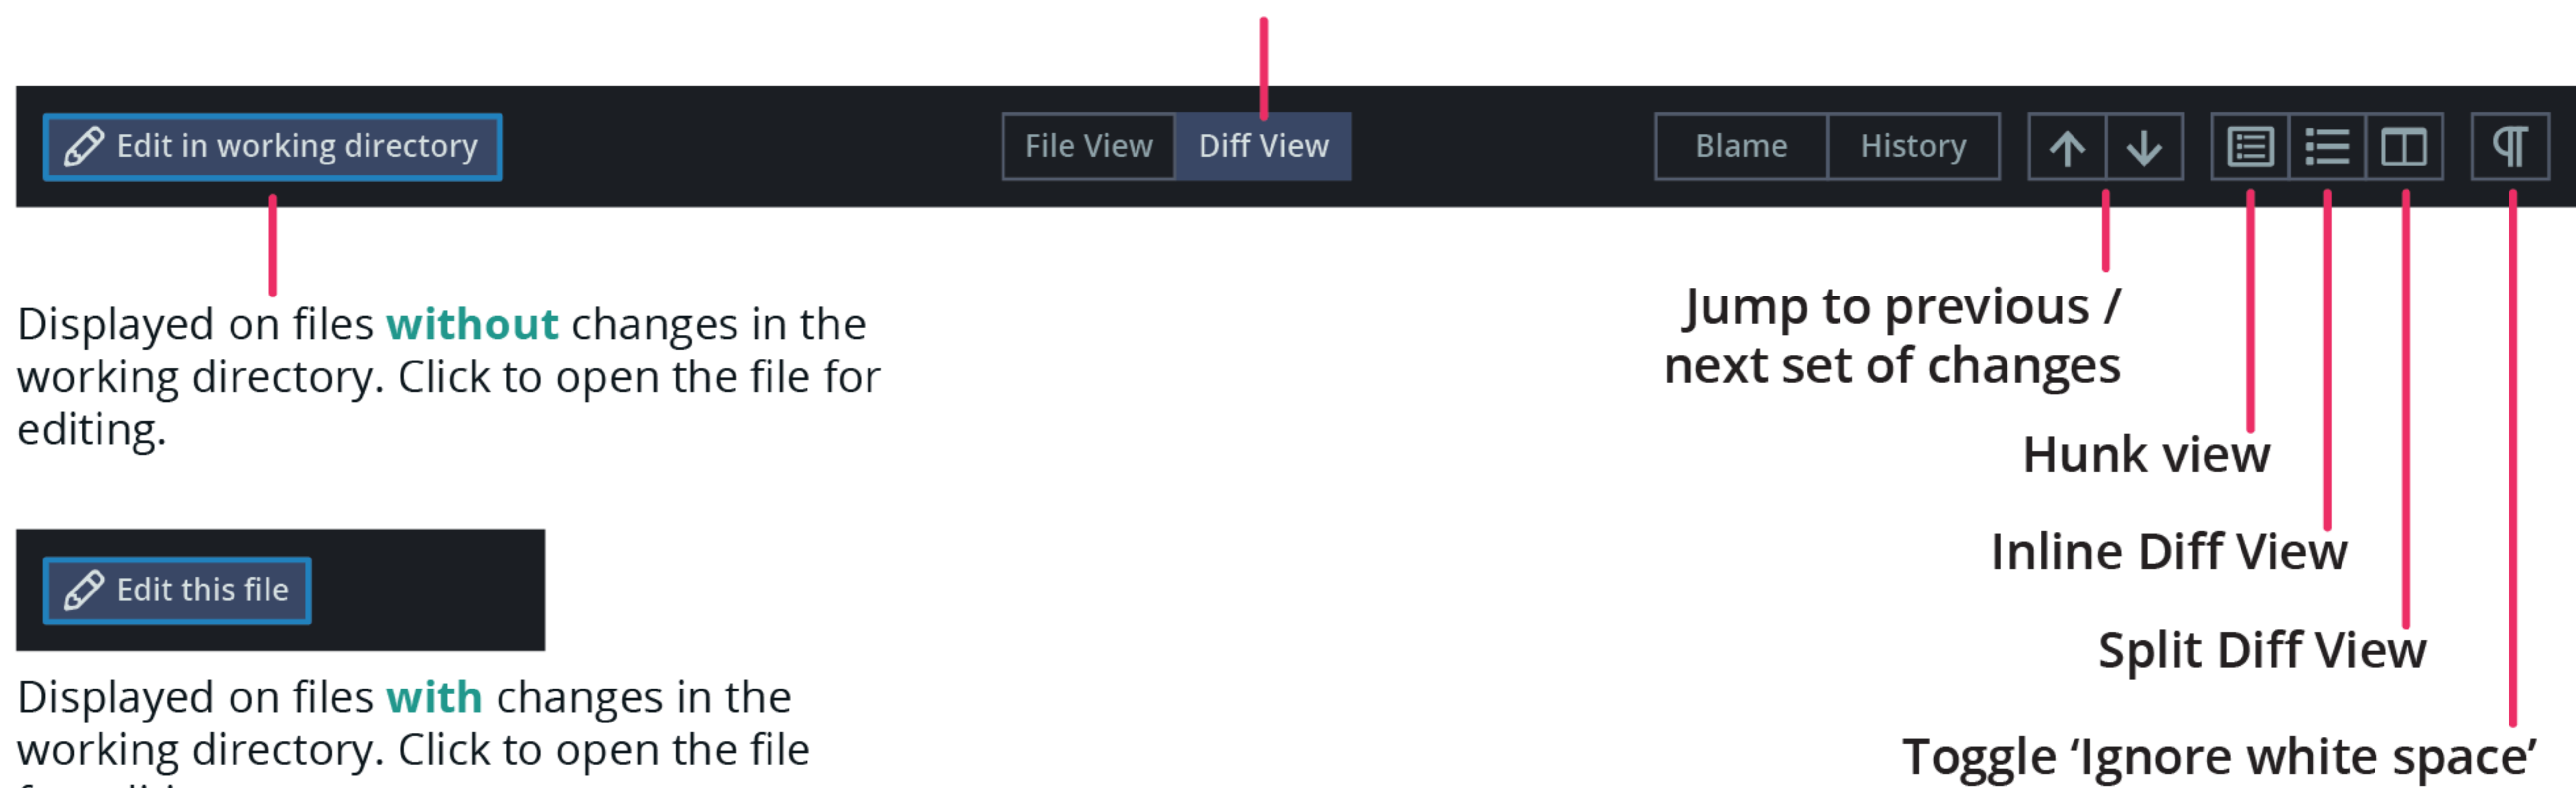 Edit in working directory
File View
Diff View
Blame
History
Displayed on files without changes in the
working directory. Click to open the file for
editing.
Jump to previous /
next set of changes
Hunk view
Inline Diff View
Split Diff View
Toggle ‘Ignore white space’
Edit this file
Displayed on files with changes in the
working directory. Click to open the file